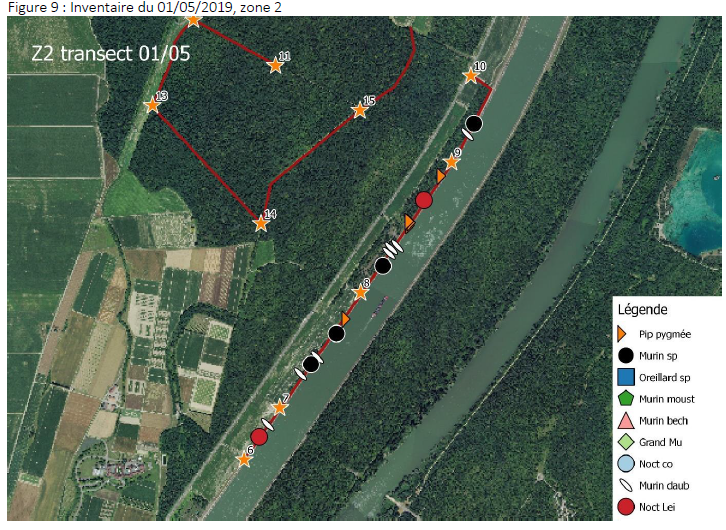 Figure 9 : Inventaire du 01/05/2019, zone 2
Z2 transect 01/05
11
10
13
15
9
14
8
7
6
Légende
Pip pygmée
Murin sp
Oreillard sp
Murin moust
Murin bech
Grand Mu
Noct co
Murin daub
Noct Lei